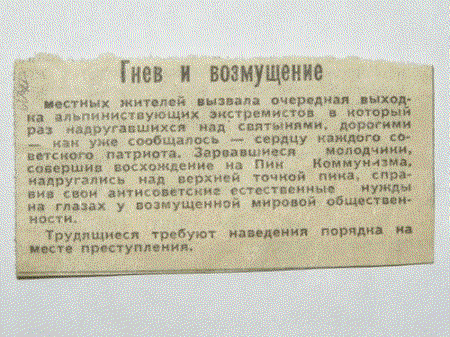 Гнев и возмущение
местных жителей вызвала очередная выход-
ка альпинистствующих экстремистов в который
раз надругавшихся над святынями, дорогими
— как уже сообщалось — сердцу каждого со-
ветского патриота. Зарвавшиеся молодчики,
совершив восхождение на Пик Коммунизма,
надругались над верхней точкой пика, спра-
вив свои антисоветские естественные нужды
на глазах у возмущенной мировой обществен-
ности.
Трудящиеся требуют наведения порядка на
месте преступления.